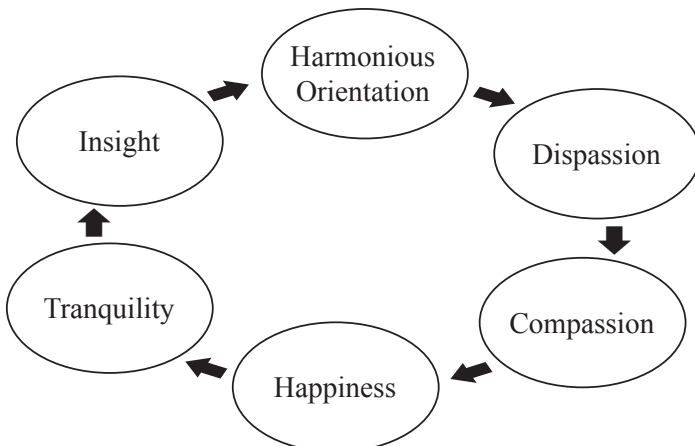 Harmonious
Orientation
Dispassion
Compassion
Happiness
Tranquility
Insight